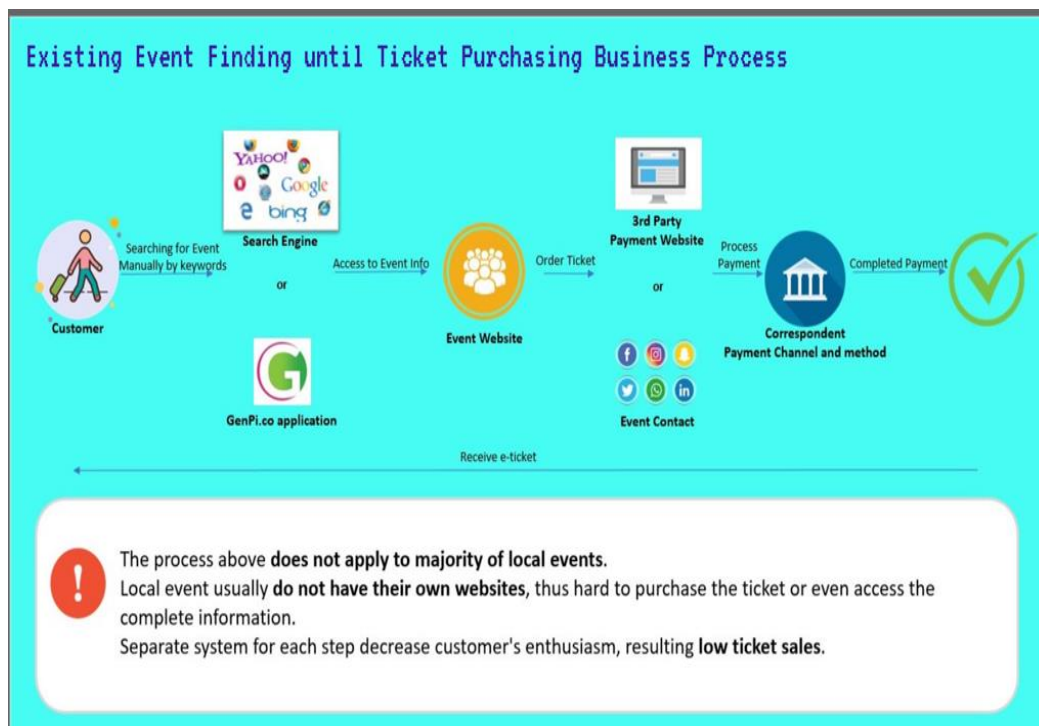 Existing Event Finding until Ticket Purchasing Business Process
YAHOO!
Google
bing
Search Engine
Searching for Event
Manually by keywords
or
Customer
GenPi.co application
Access to Event Info
Event Website
Order Ticket
3rd Party
Payment Website
or
Event Contact
Process
Payment
Correspondent
Payment Channel and method
Completed Payment
Receive e-ticket
The process above does not apply to majority of local events.
Local event usually do not have their own websites, thus hard to purchase the ticket or even access the
complete information.
Separate system for each step decrease customer's enthusiasm, resulting low ticket sales.